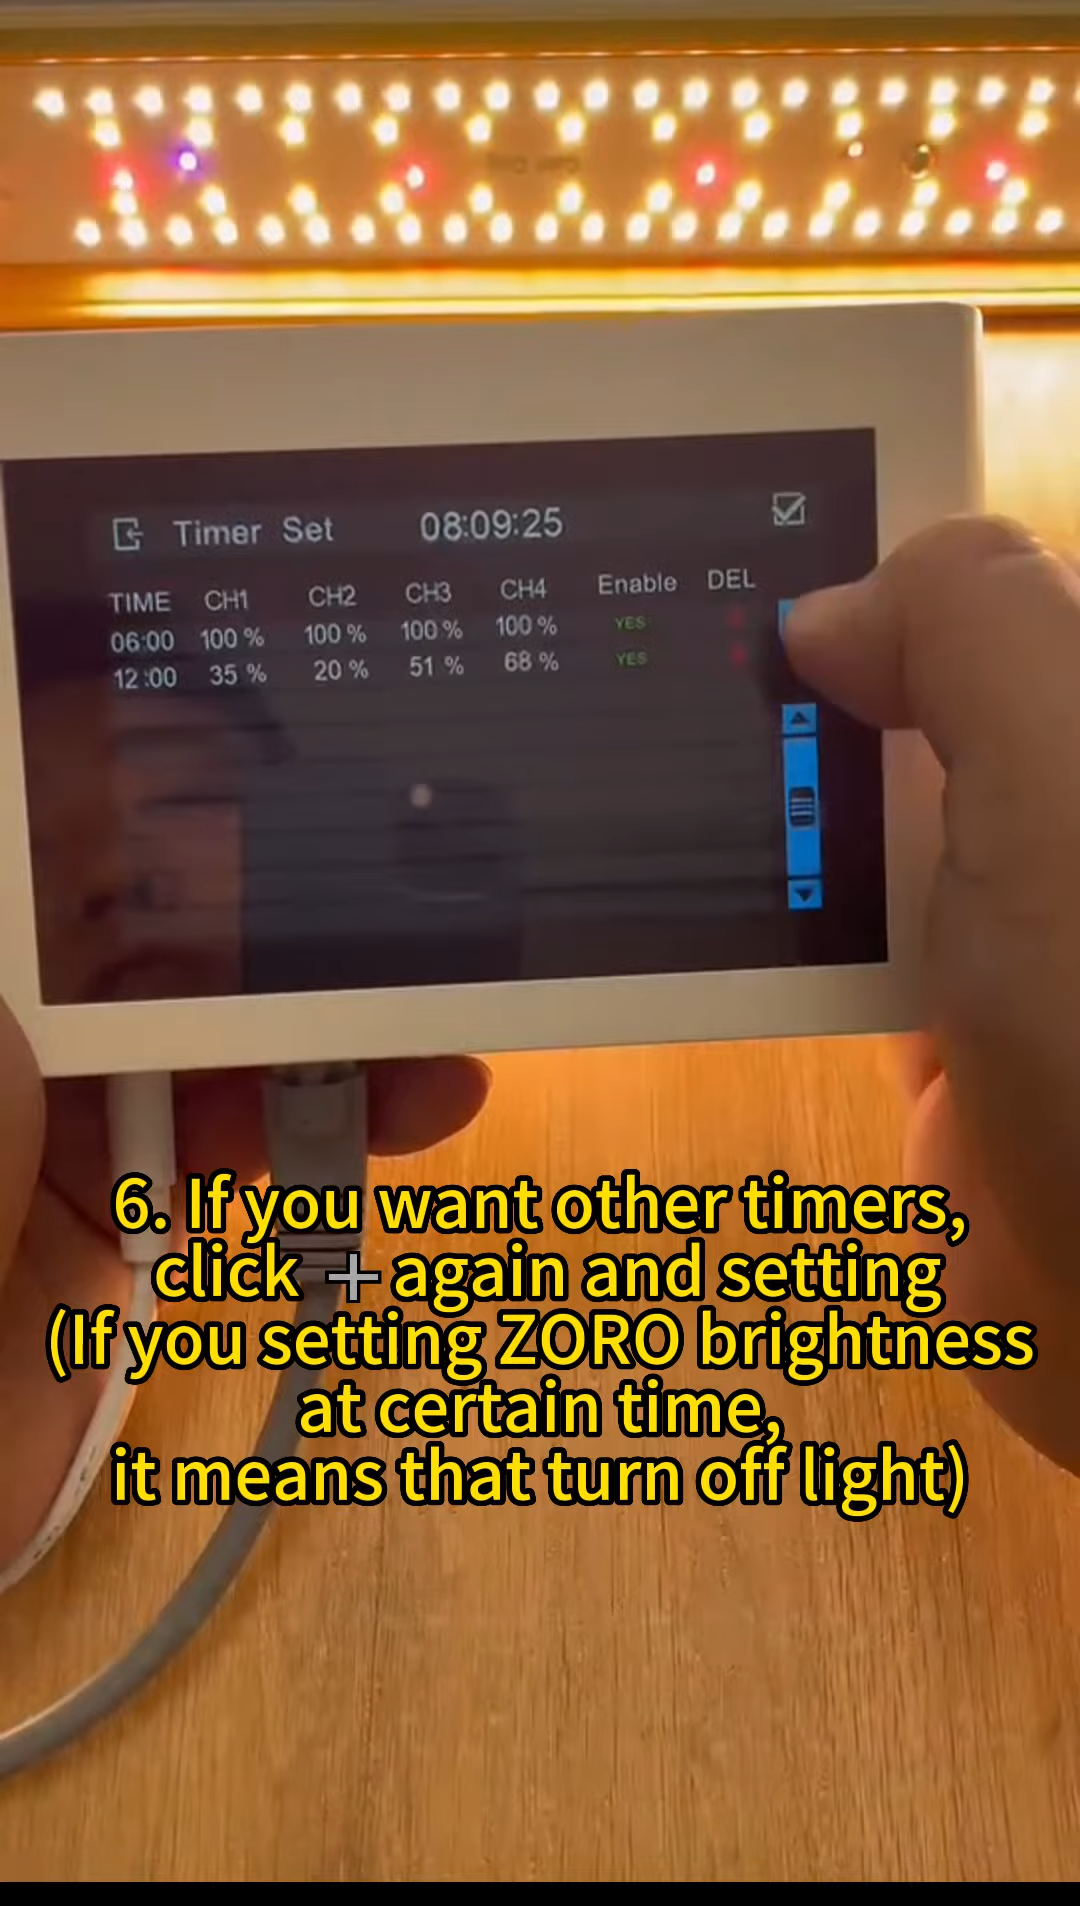 Timer Set 08:09:25
TIME CH1 CH2 CH3 CH4 Enable DEL
06:00 100 % 100 % 100 % 100 % YES
12:00 35 % 20 % 51 % 68 % YES
6. If you want other timers,
click +again and setting
(If you setting ZORO brightness
at certain time,
it means that turn off light)